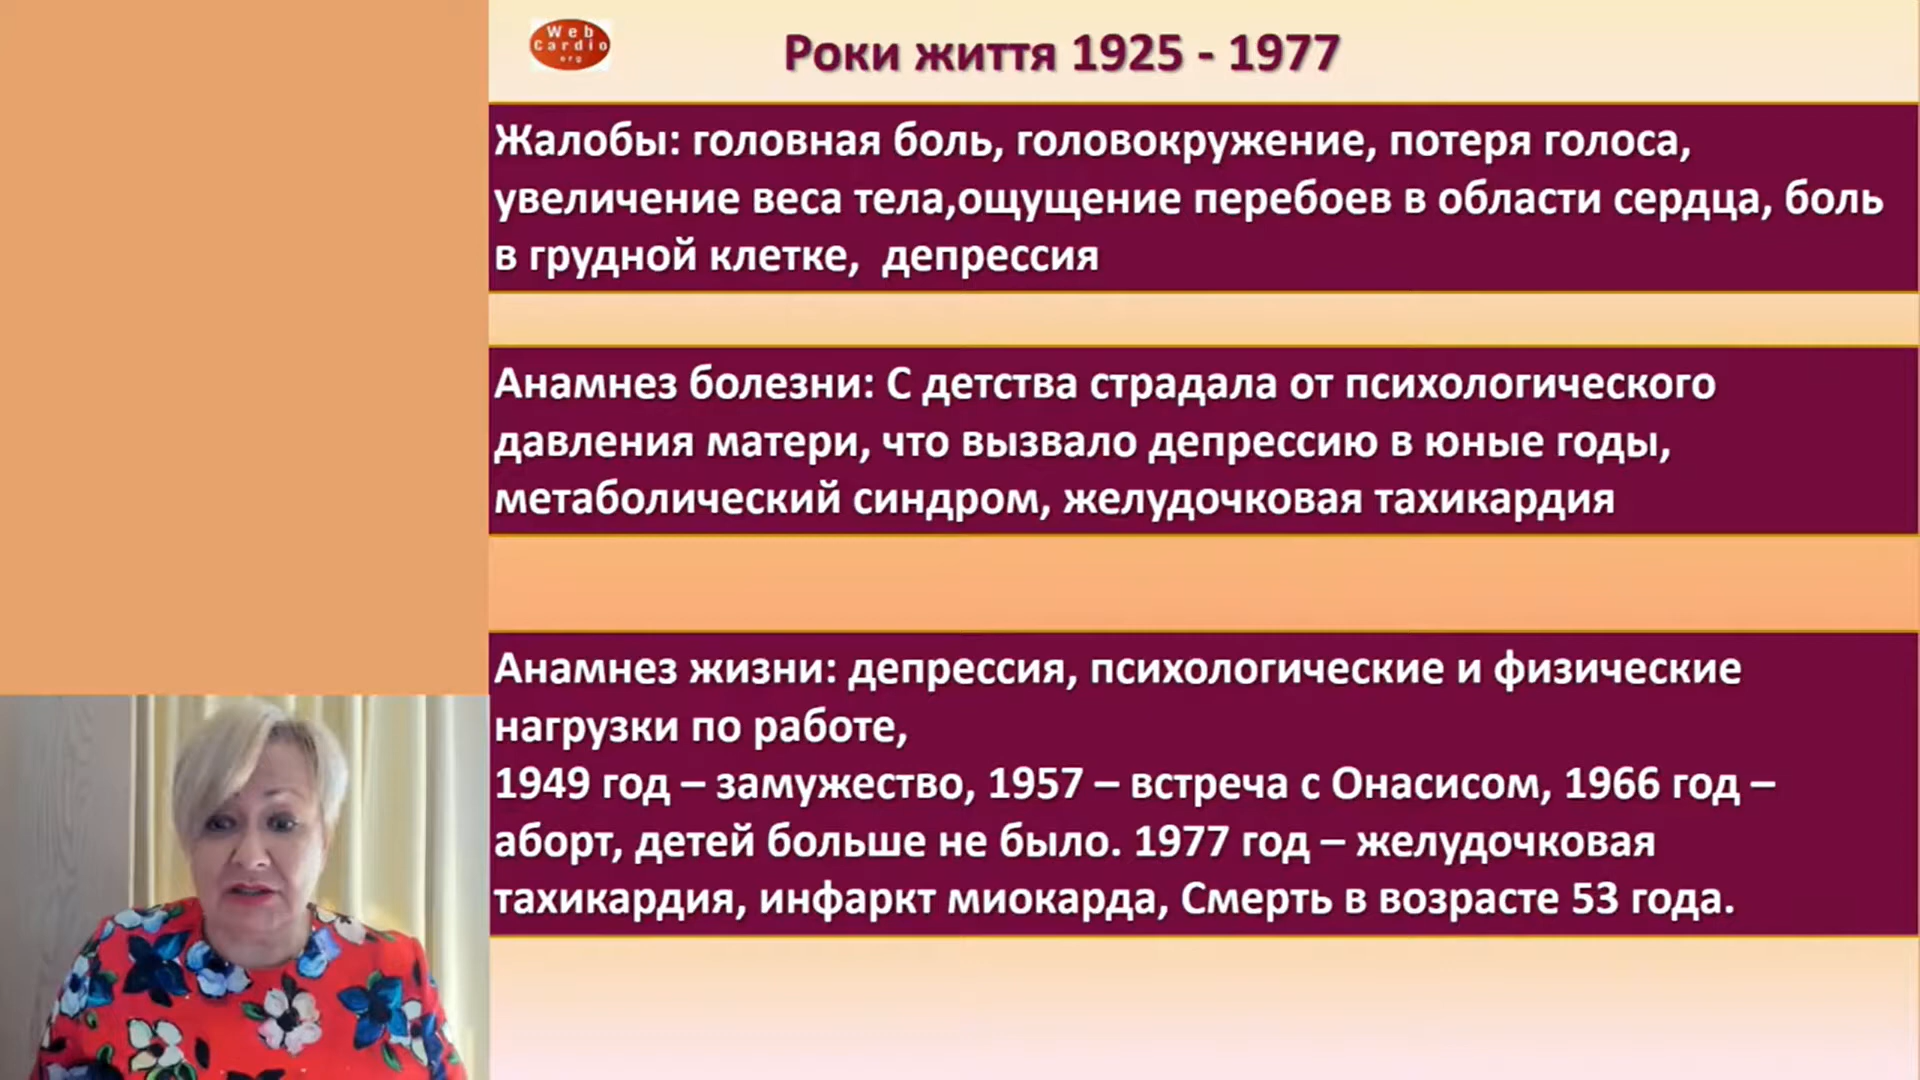 Web
Cardio
org
Роки життя 1925 - 1977
Жалобы: головная боль, головокружение, потеря голоса,
увеличение веса тела,ощущение перебоев в области сердца, боль
в грудной клетке, депрессия
Анамнез болезни: С детства страдала от психологического
давления матери, что вызвало депрессию в юные годы,
метаболический синдром, желудочковая тахикардия
Анамнез жизни: депрессия, психологические и физические
нагрузки по работе,
1949 год – замужество, 1957 – встреча с Онасисом, 1966 год –
аборт, детей больше не было. 1977 год – желудочковая
тахикардия, инфаркт миокарда, Смерть в возрасте 53 года.